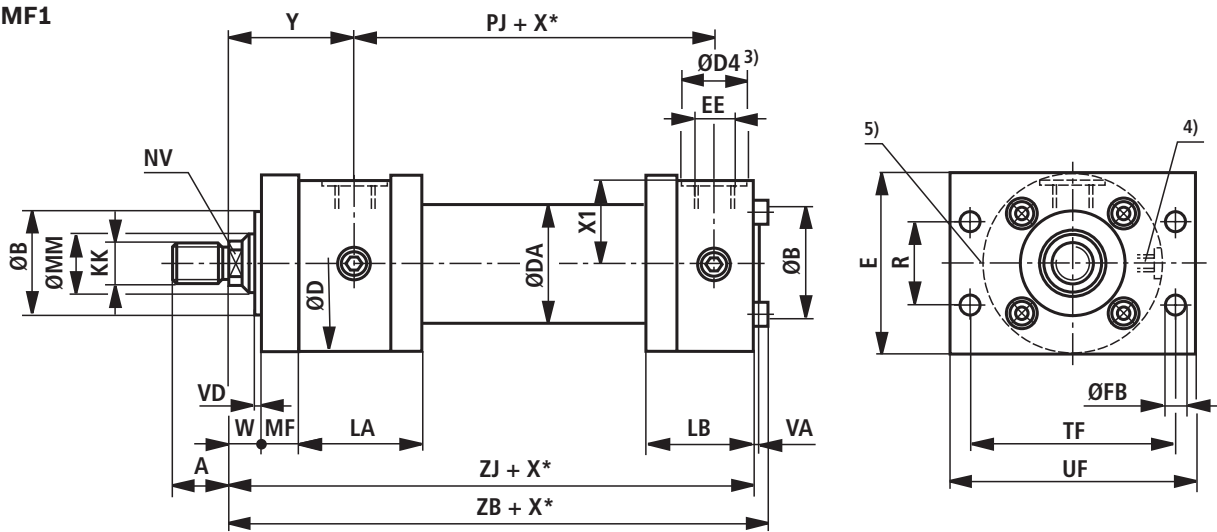 MF1
Y
PJ + X*
ØD4 3)
EE
NV
ØB
ØMM
KK
ØD
ØDA
X1
ØB
VD
W
MF
LA
LB
VA
A
ZJ + X*
ZB + X*
5)
4)
E
R
ØFB
TF
UF